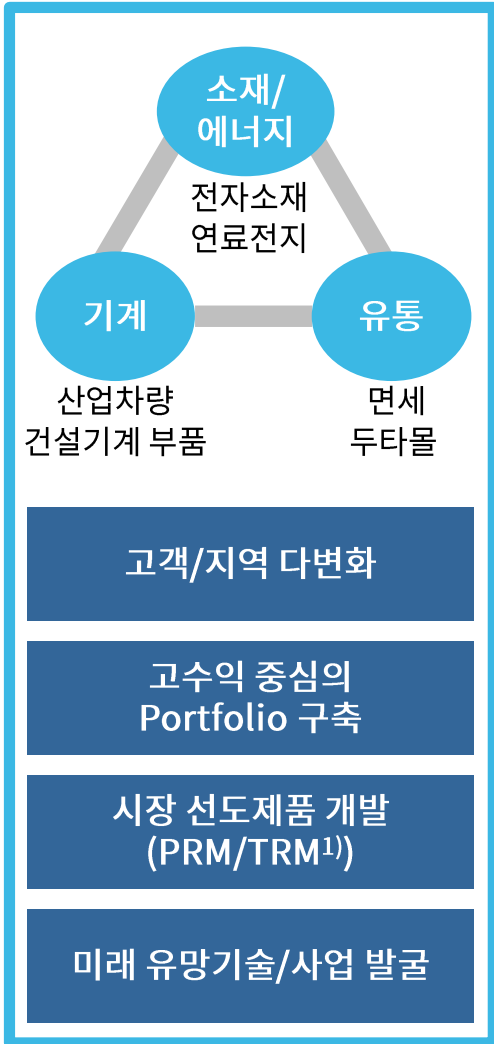 소재/
에너지
전자소재
연료전지
기계
유통
산업차량
건설기계 부품
면세
두타몰
고객/지역 다변화
고수익 중심의
Portfolio 구축
시장 선도제품 개발
(PRM/TRM1))
미래 유망기술/사업 발굴